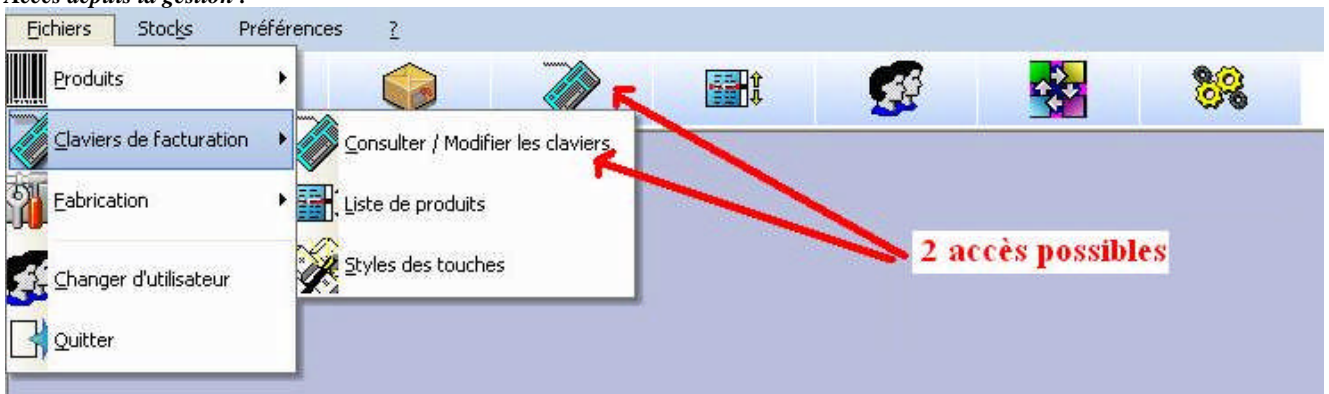 Accès depuis la gestion :
Fichiers Stocks Préférences ?
Produits
Claviers de facturation
Consulter / Modifier les claviers
Fabrication
Liste de produits
2 accès possibles
Styles des touches
Changer d'utilisateur
Quitter